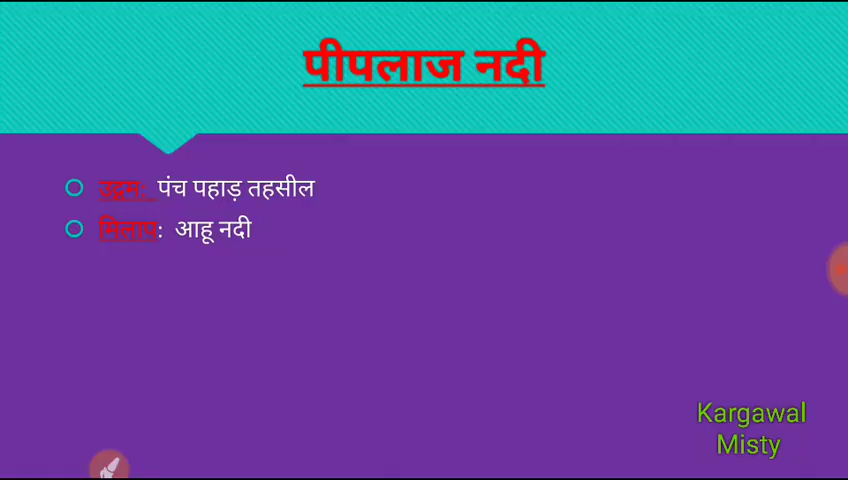 पीपलाज नदी
उद्गम: पंच पहाड़ तहसील
मिलाप: आहू नदी
Kargawal
Misty